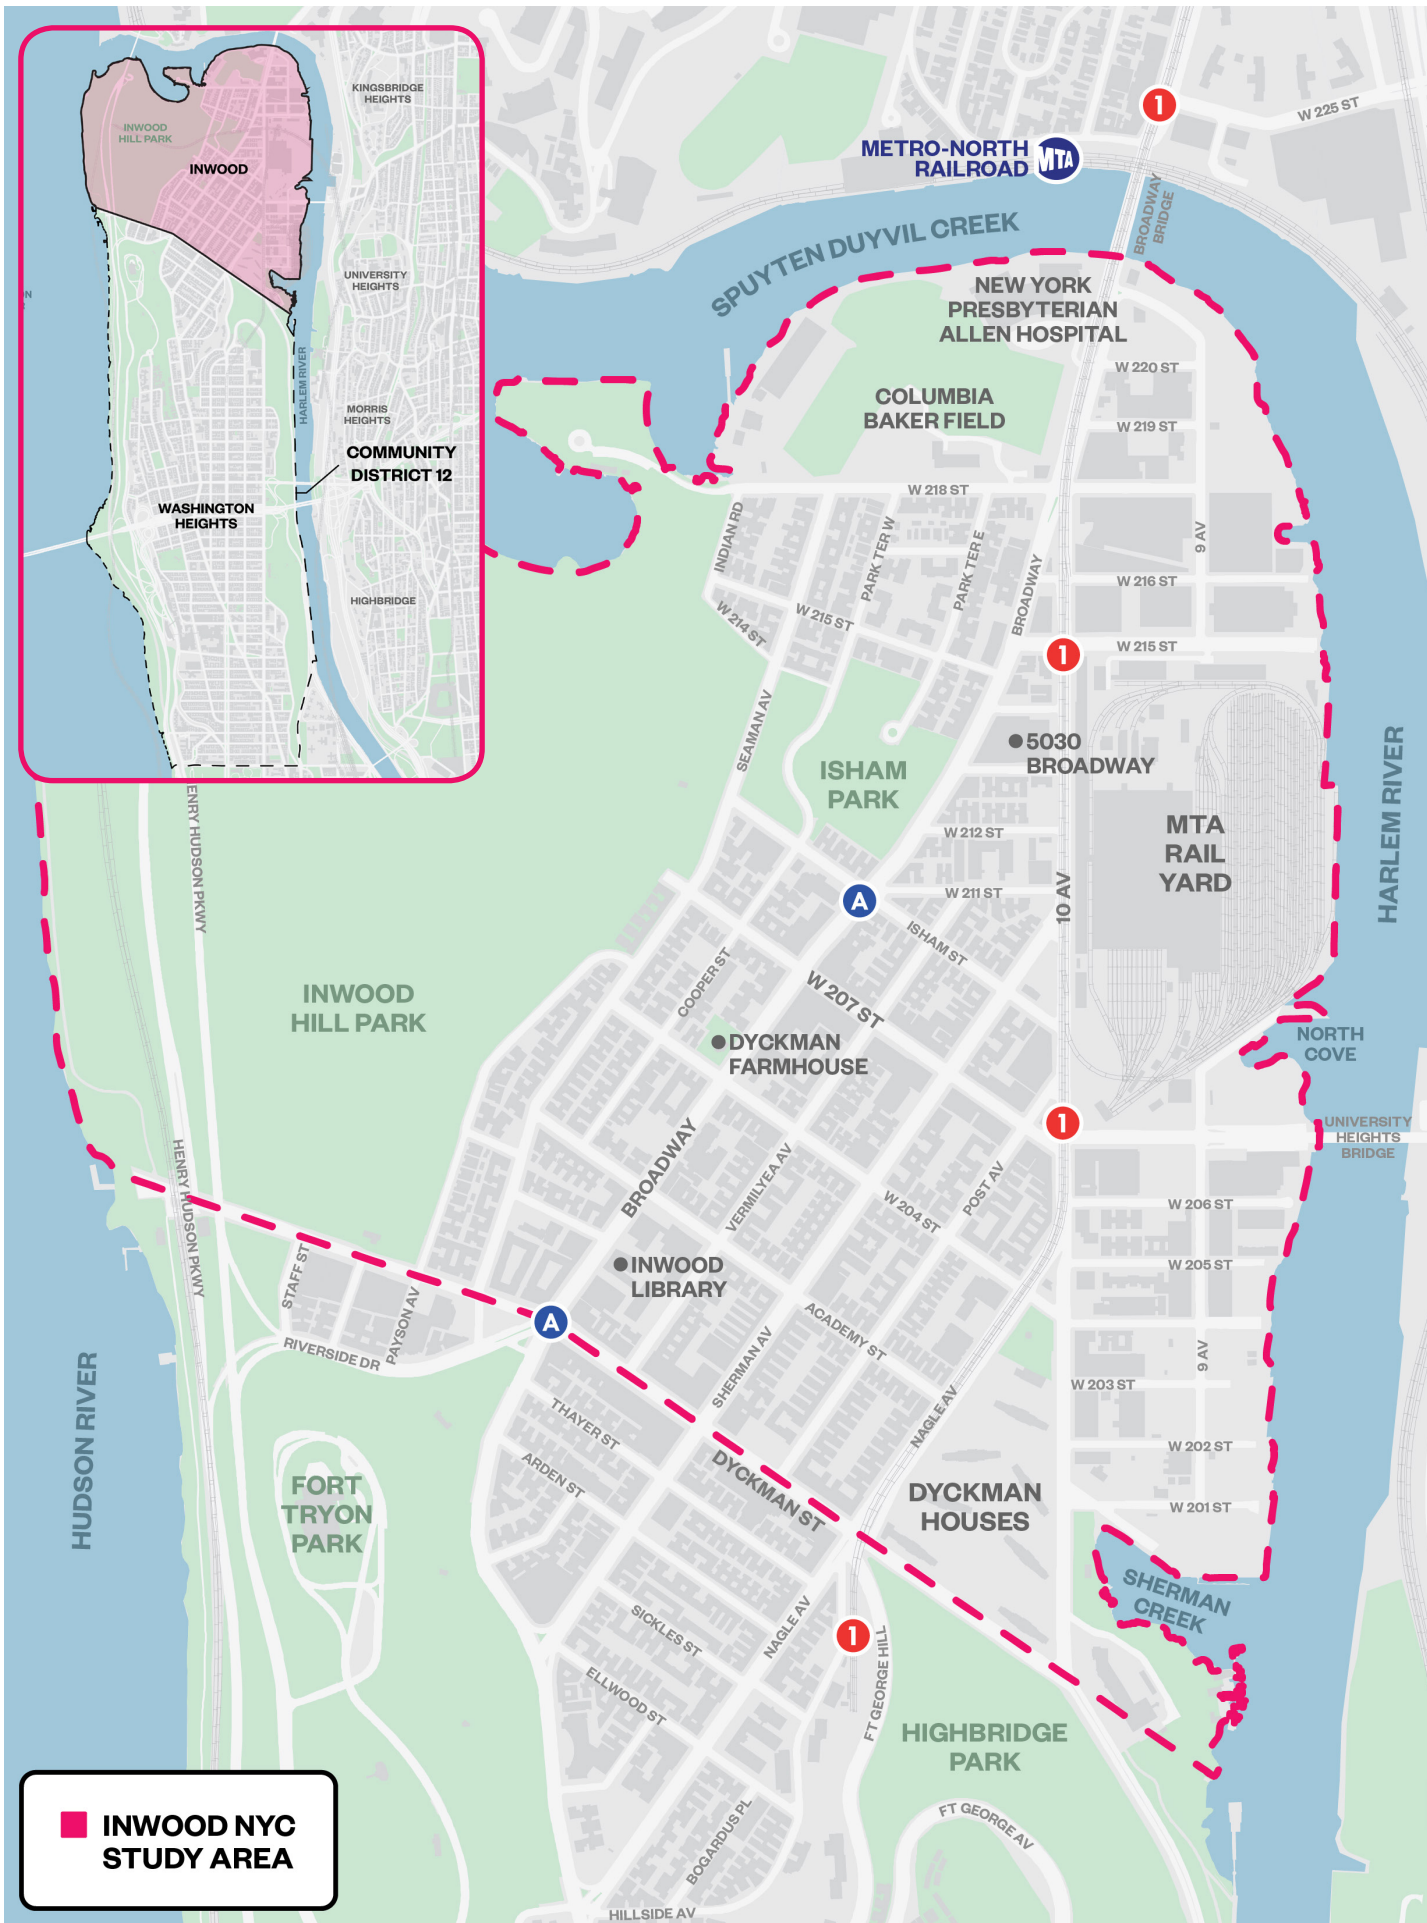 KINGSBRIDGE
HEIGHTS
INWOOD
HILL PARK
INWOOD
UNIVERSITY
HEIGHTS
HARLEM RIVER
MORRIS
HEIGHTS
COMMUNITY
DISTRICT 12
WASHINGTON
HEIGHTS
HIGHBRIDGE
ON
1
W 225 ST
METRO-NORTH
RAILROAD
MTA
BROADWAY
BRIDGE
SPUYTEN DUYVIL CREEK
NEW YORK
PRESBYTERIAN
ALLEN HOSPITAL
W 220 ST
COLUMBIA
BAKER FIELD
W 219 ST
W 218 ST
INDIAN RD
PARK TER W
PARK TER E
BROADWAY
9 AV
W 216 ST
W 214 ST
W 215 ST
W 215 ST
1
SEAMAN AV
5030
BROADWAY
ISHAM
PARK
HARLEM RIVER
MTA
RAIL
YARD
W 212 ST
W 211 ST
10 AV
A
ISHAM ST
ENRY HUDSON PKWY
COOPER ST
W 207 ST
INWOOD
HILL PARK
DYCKMAN
FARMHOUSE
NORTH
COVE
1
UNIVERSITY
HEIGHTS
BRIDGE
HENRY HUDSON PKWY
BROADWAY
VERMILYEA AV
POST AV
W 204 ST
W 206 ST
INWOOD
LIBRARY
W 205 ST
STAFF ST
PAYSON AV
A
RIVERSIDE DR
ACADEMY ST
SHERMAN AV
9 AV
W 203 ST
NAGLE AV
HUDSON RIVER
THAYER ST
ARDEN ST
W 202 ST
DYCKMAN ST
DYCKMAN
HOUSES
W 201 ST
FORT
TRYON
PARK
SHERMAN
CREEK
SICKLES ST
NAGLE AV
1
FT GEORGE HILL
ELLWOOD ST
HIGHBRIDGE
PARK
FT GEORGE AV
BOGARDUS PL
HILLSIDE AV
INWOOD NYC
STUDY AREA